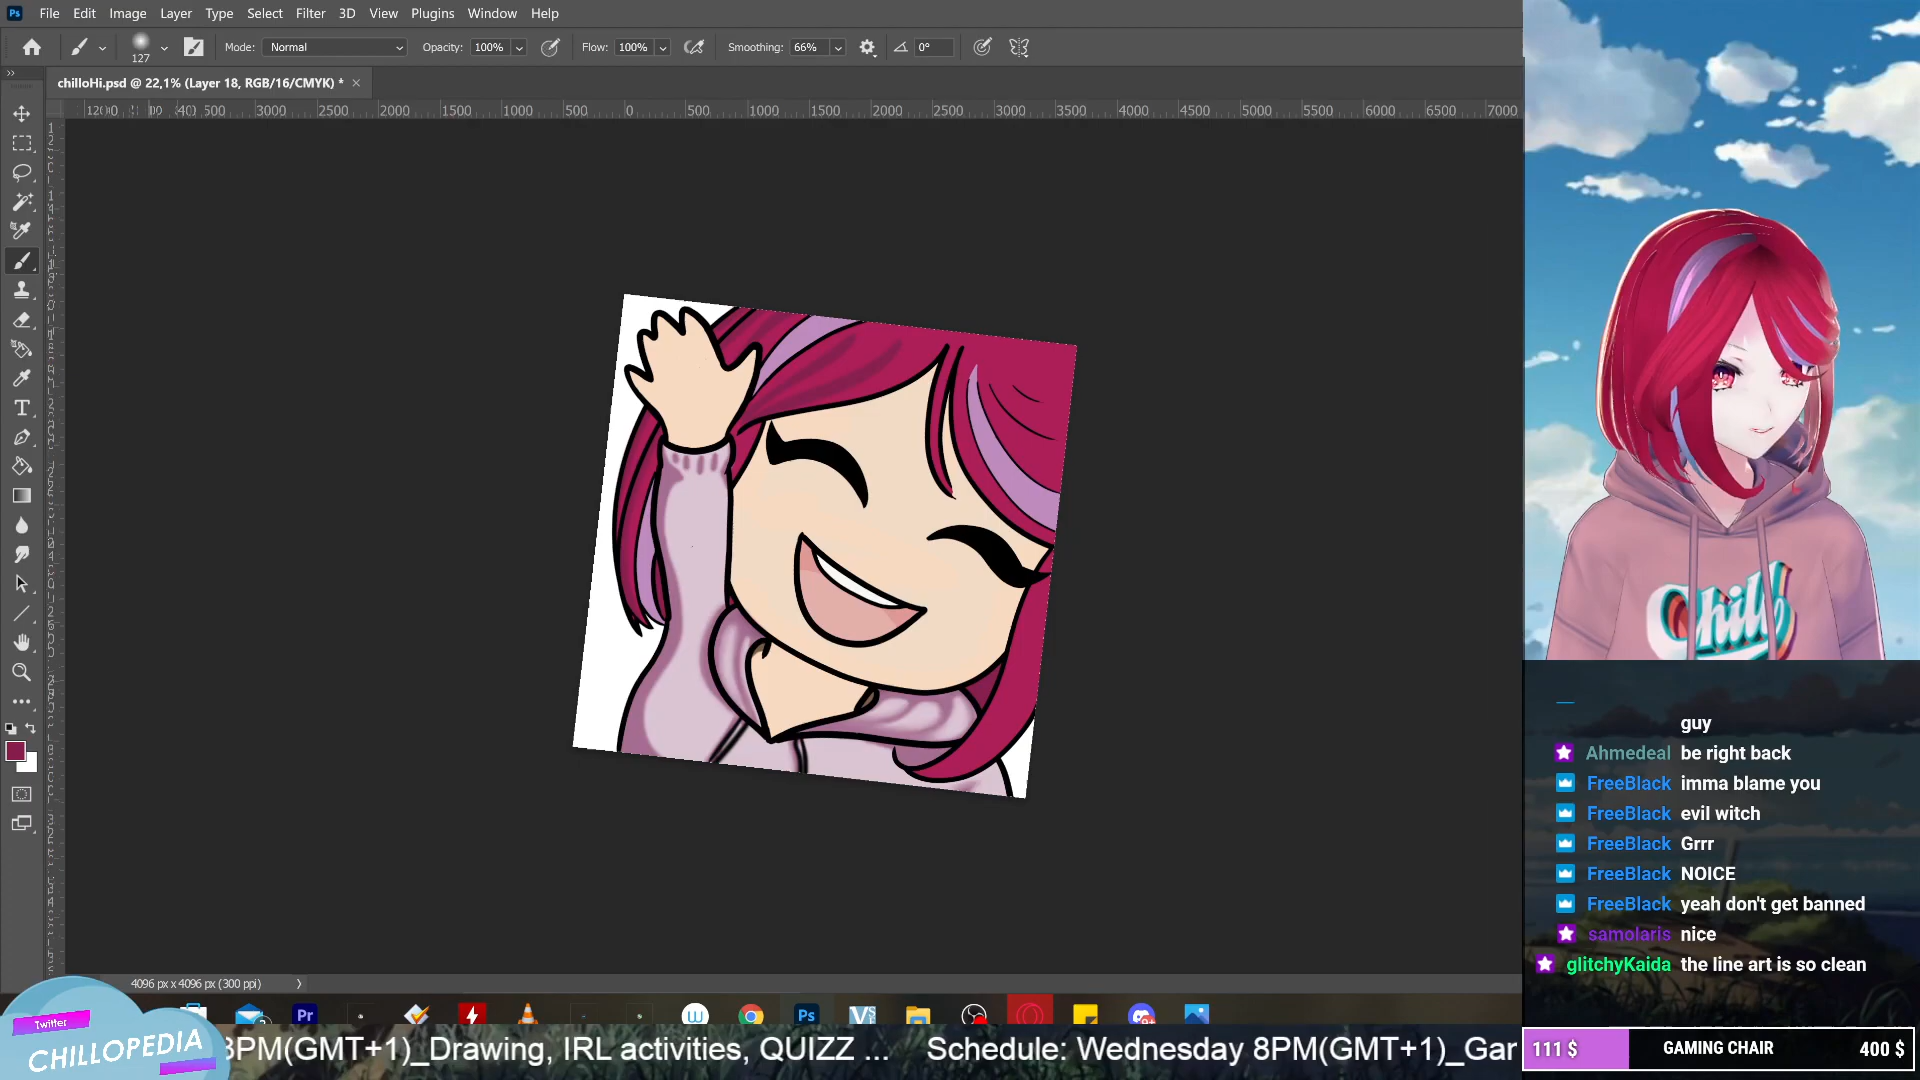 Ps File Edit Image Layer Type Select Filter 3D View Plugins Window Help
127 Mode: Normal Opacity: 100% Flow: 100% Smoothing: 66% 0°
chilloHi.psd @ 22,1% (Layer 18, RGB/16/CMYK) *
500 3000 2500 2000 1500 1000 500 0 500 1000 1500 2000 2500 3000 3500 4000 4500 5000 5500 6000 6500 7000
T
Chill
guy
Ahmedeal be right back
FreeBlack imma blame you
FreeBlack evil witch
FreeBlack Grrr
FreeBlack NOICE
FreeBlack yeah don't get banned
samolaris nice
glitchyKaida the line art is so clean
4096 px x 4096 px (300 ppi)
Pr Ps
Twitter
CHILLOPEDIA
8PM(GMT+1)_Drawing, IRL activities, QUIZZ ... Schedule: Wednesday 8PM(GMT+1)_Gar
111 $ GAMING CHAIR 400 $